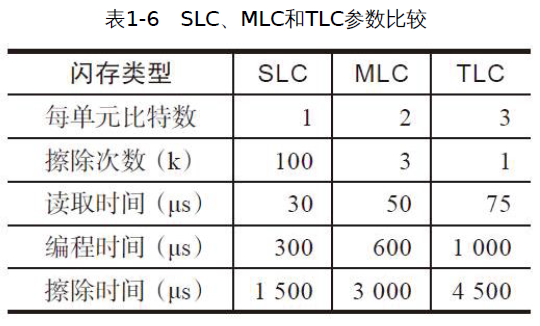 表1-6 SLC、MLC和TLC参数比较
闪存类型 SLC MLC TLC
每单元比特数 1 2 3
擦除次数（k） 100 3 1
读取时间（μs） 30 50 75
编程时间（μs） 300 600 1 000
擦除时间（μs） 1 500 3 000 4 500